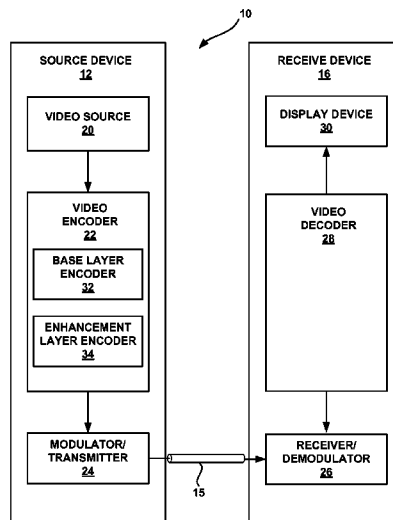 10
SOURCE DEVICE
12
VIDEO SOURCE
20
VIDEO
ENCODER
22
BASE LAYER
ENCODER
32
ENHANCEMENT
LAYER ENCODER
34
MODULATOR/
TRANSMITTER
24
15
RECEIVE DEVICE
16
DISPLAY DEVICE
30
VIDEO
DECODER
28
RECEIVER/
DEMODULATOR
26